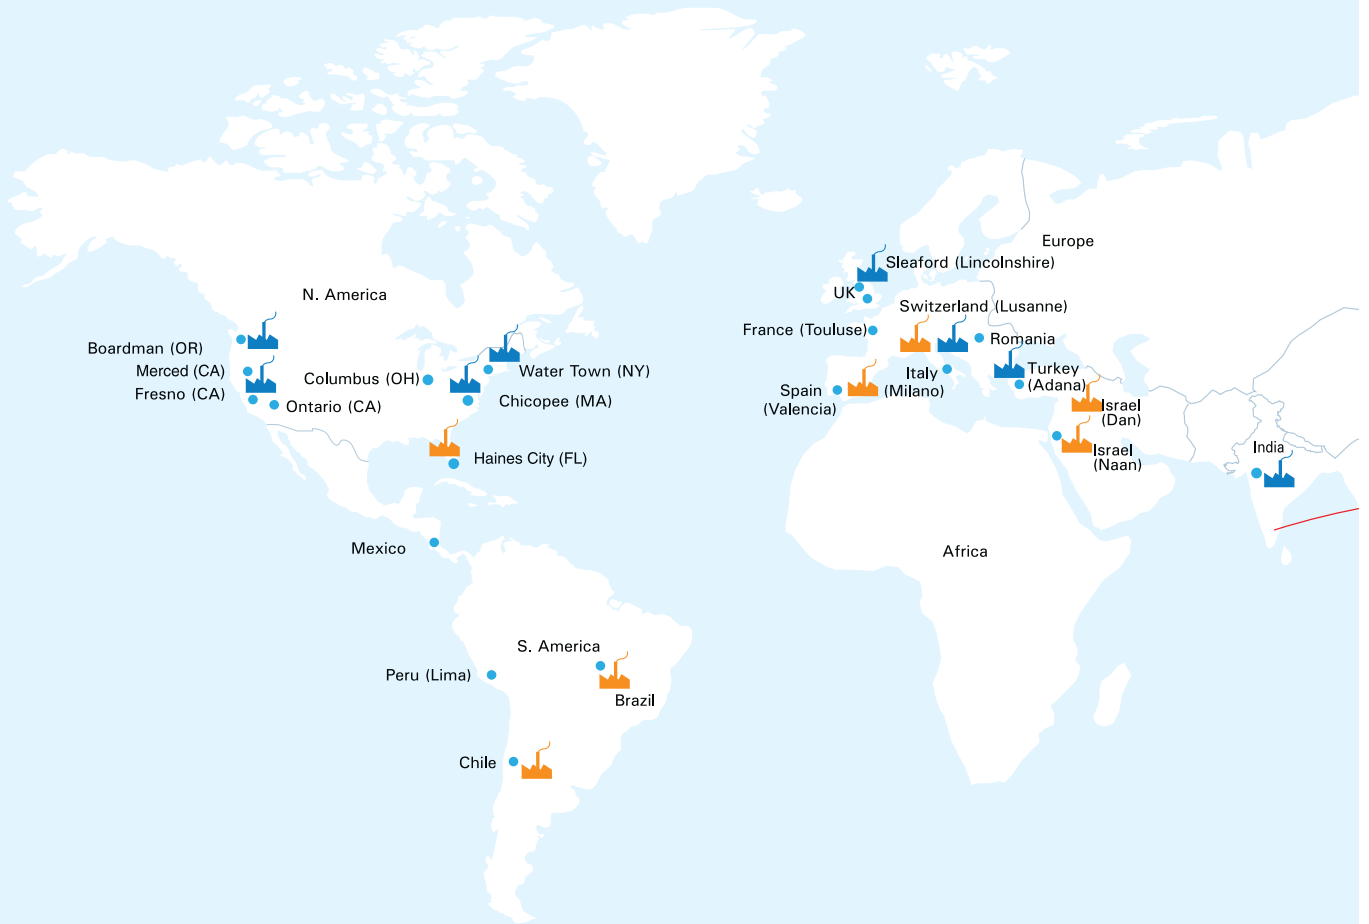 Europe
Sleaford (Lincolnshire)
N. America
UK
Switzerland (Lusanne)
France (Touluse)
Romania
Boardman (OR)
Merced (CA)
Fresno (CA)
Ontario (CA)
Columbus (OH)
Water Town (NY)
Chicopee (MA)
Haines City (FL)
Italy
(Milano)
Turkey
(Adana)
Spain
(Valencia)
Israel
(Dan)
Israel
(Naan)
India
Mexico
Africa
S. America
Peru (Lima)
Brazil
Chile